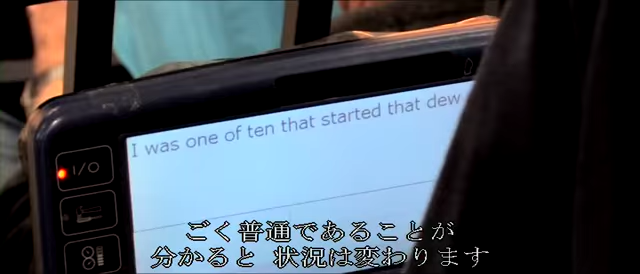 I was one of ten that started that dew
I/O
ごく普通であることが
分かると 状況は変わります